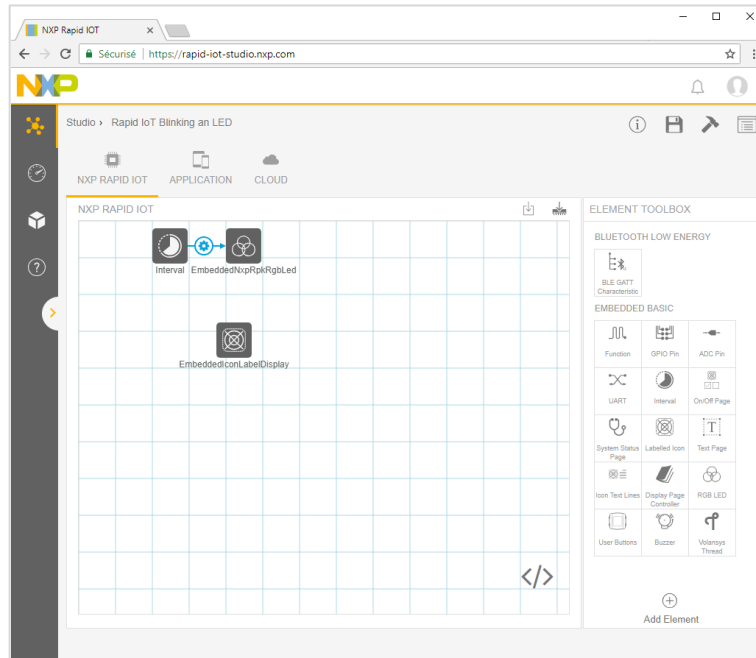 NXP Rapid IOT
Sécurisé | https://rapid-iot-studio.nxp.com
NXP
Studio › Rapid IoT Blinking an LED
NXP RAPID IOT APPLICATION CLOUD
NXP RAPID IOT
Interval EmbeddedNxpRpkRgbLed
EmbeddedIconLabelDisplay
</>
ELEMENT TOOLBOX
BLUETOOTH LOW ENERGY
BLE GATT
Characteristic
EMBEDDED BASIC
Function GPIO Pin ADC Pin
UART Interval On/Off Page
System Status Labelled Icon Text Page
Page
Icon Text Lines Display Page RGB LED
Controller
User Buttons Buzzer Volansys
Thread
Add Element